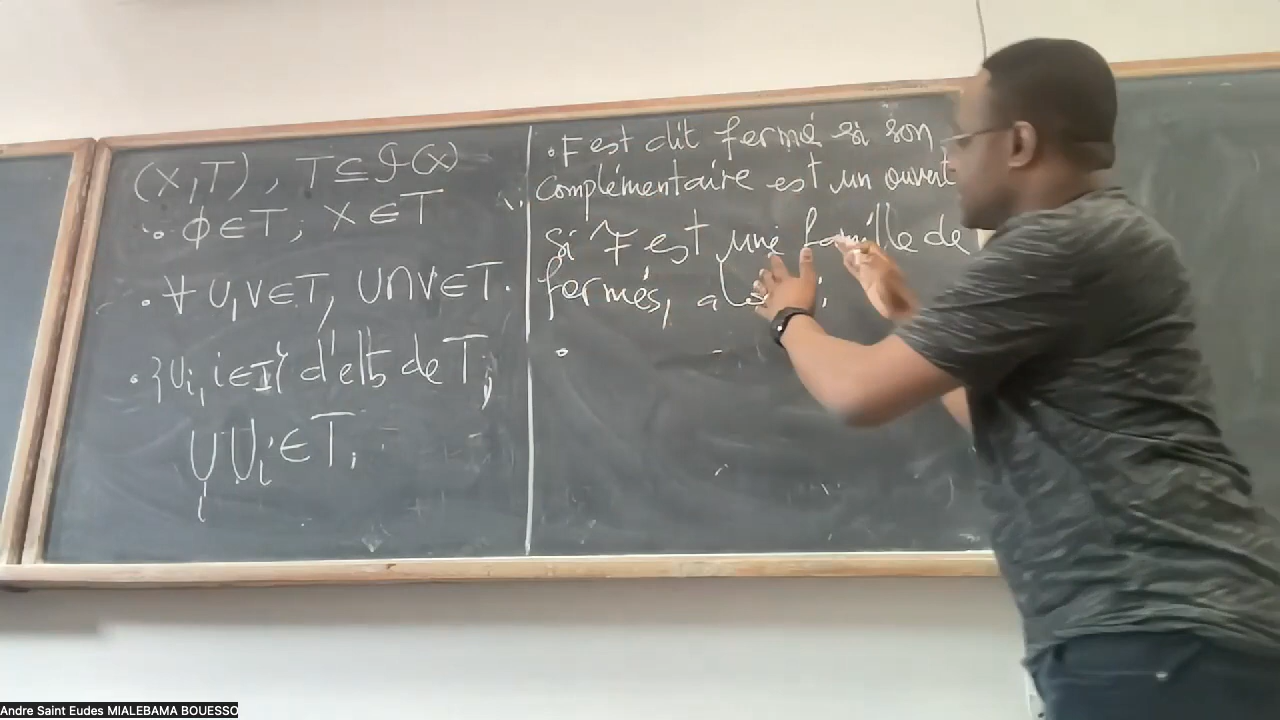 (X,T), T⊆𝒫(X)
• ϕ∈T; X∈T
• ∀ U,V∈T, U∩V∈T.
• {Ui, i∈I} d'elts de T,
∪Ui∈T.
i
• F est dit fermé si son
complémentaire est un ouvert
Si F est une famille de
fermés, alors :
Andre Saint Eudes MIALEBAMA BOUESSO